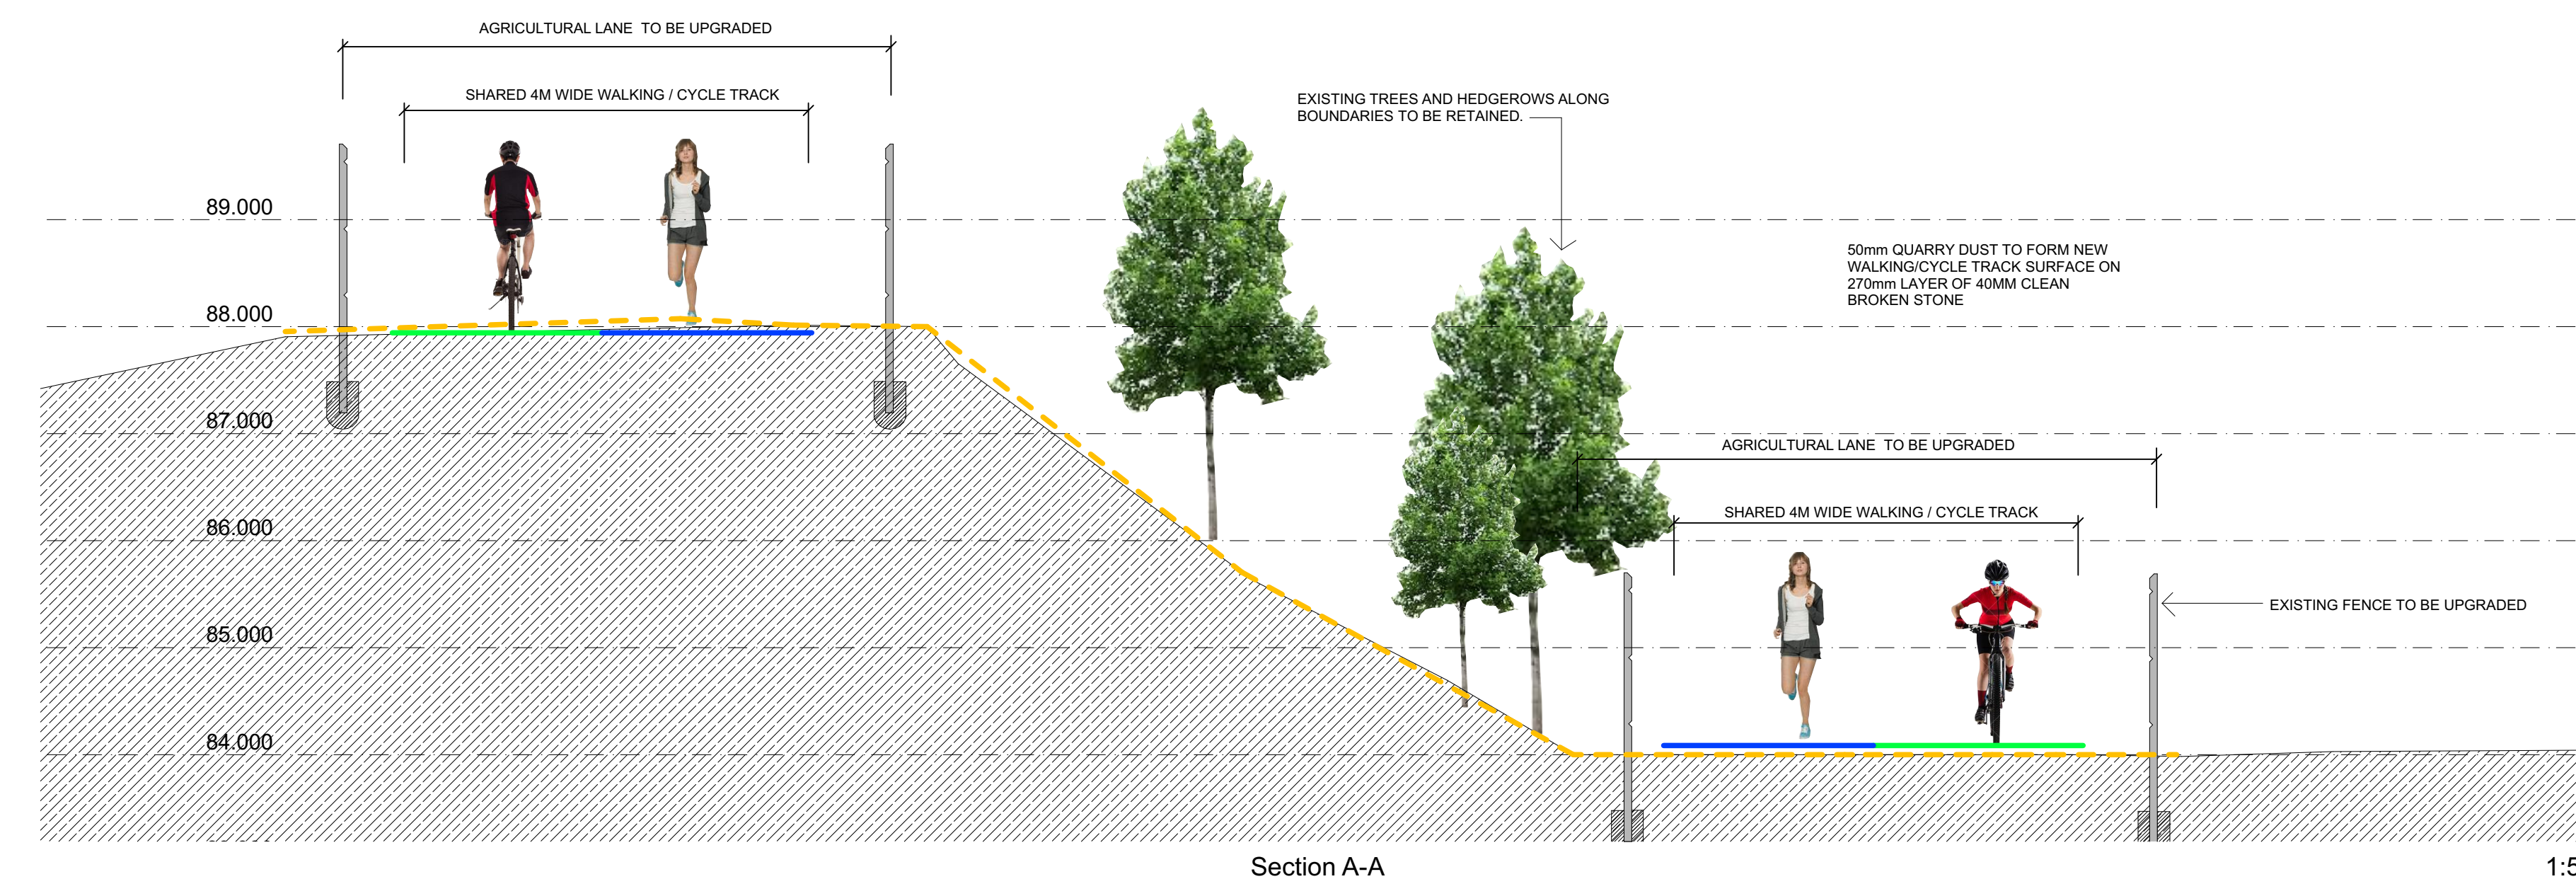 AGRICULTURAL LANE TO BE UPGRADED
SHARED 4M WIDE WALKING / CYCLE TRACK
EXISTING TREES AND HEDGEROWS ALONG
BOUNDARIES TO BE RETAINED.
89.000
50mm QUARRY DUST TO FORM NEW
WALKING/CYCLE TRACK SURFACE ON
270mm LAYER OF 40MM CLEAN
BROKEN STONE
88.000
87.000
AGRICULTURAL LANE TO BE UPGRADED
SHARED 4M WIDE WALKING / CYCLE TRACK
86.000
EXISTING FENCE TO BE UPGRADED
85.000
84.000
Section A-A
1:5